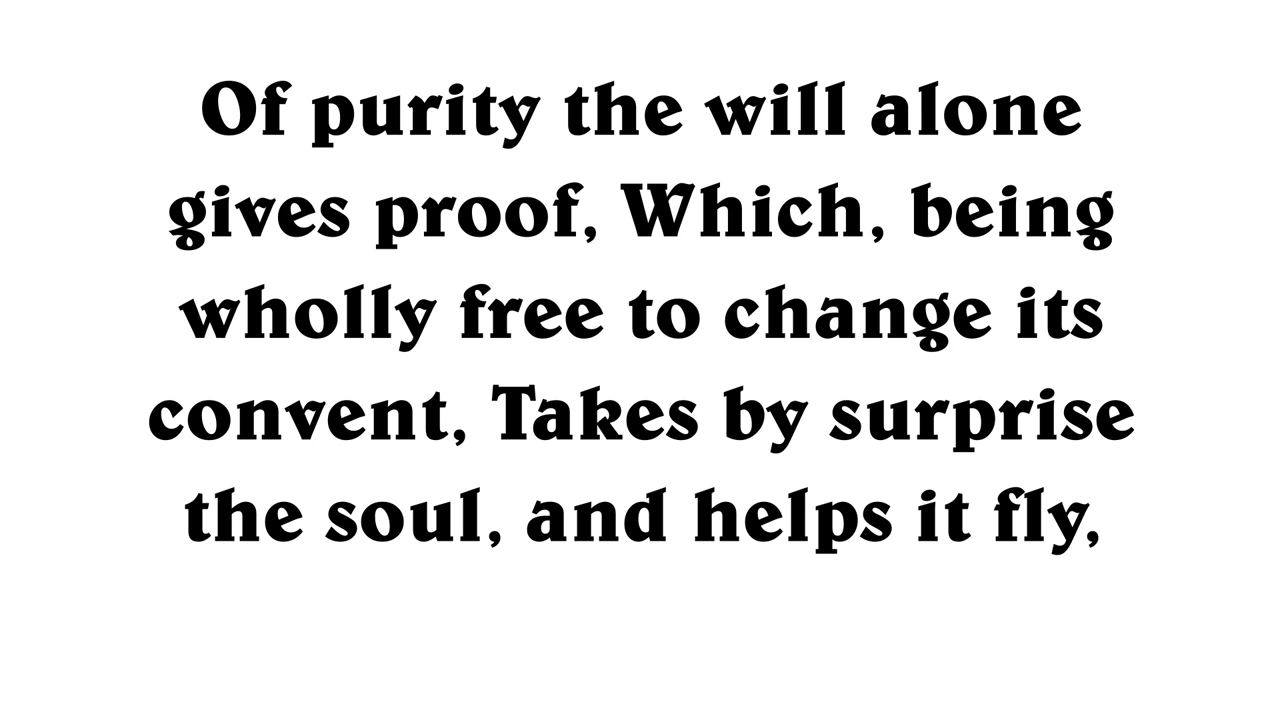 Of purity the will alone
gives proof, Which, being
wholly free to change its
convent, Takes by surprise
the soul, and helps it fly,